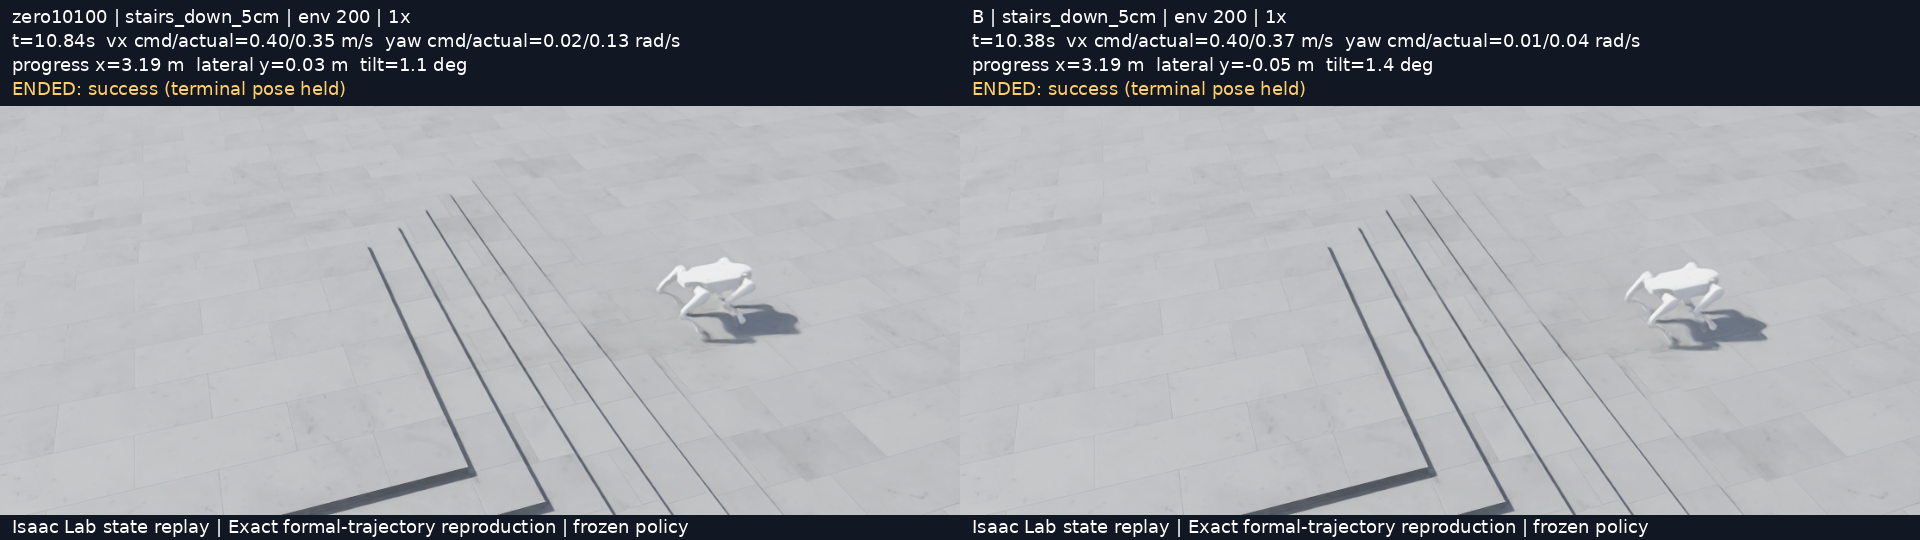 zero10100 | stairs_down_5cm | env 200 | 1x
t=10.84s  vx cmd/actual=0.40/0.35 m/s  yaw cmd/actual=0.02/0.13 rad/s
progress x=3.19 m  lateral y=0.03 m  tilt=1.1 deg
ENDED: success (terminal pose held)
Isaac Lab state replay | Exact formal-trajectory reproduction | frozen policy
B | stairs_down_5cm | env 200 | 1x
t=10.38s  vx cmd/actual=0.40/0.37 m/s  yaw cmd/actual=0.01/0.04 rad/s
progress x=3.19 m  lateral y=-0.05 m  tilt=1.4 deg
ENDED: success (terminal pose held)
Isaac Lab state replay | Exact formal-trajectory reproduction | frozen policy